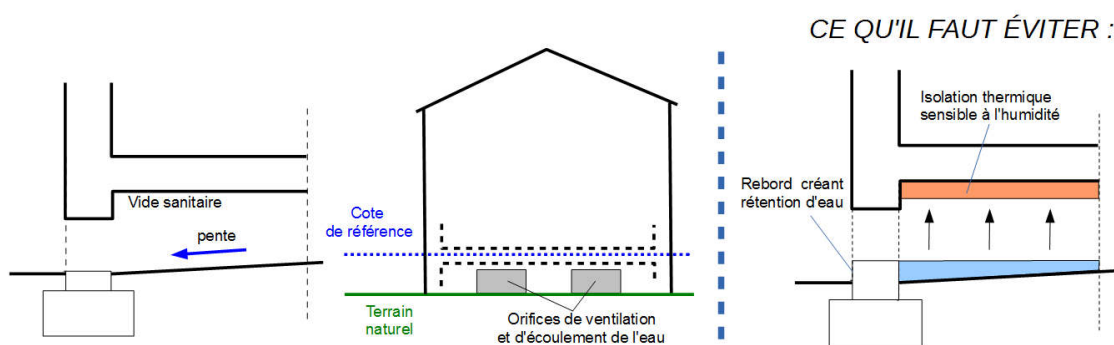 CE QU'IL FAUT ÉVITER :
Vide sanitaire
pente
Cote
de référence
Terrain
naturel
Orifices de ventilation
et d'écoulement de l'eau
Isolation thermique
sensible à l'humidité
Rebord créant
rétention d'eau